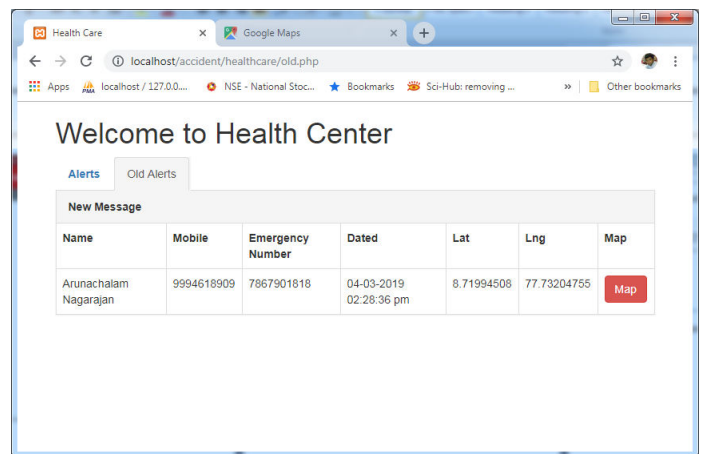 Health Care
Google Maps
localhost/accident/healthcare/old.php
Apps
PMA
localhost / 127.0.0....
NSE - National Stoc...
Bookmarks
Sci-Hub: removing ...
»
Other bookmarks
Welcome to Health Center
Alerts
Old Alerts
New Message
Name Mobile Emergency Number Dated Lat Lng Map
Arunachalam Nagarajan 9994618909 7867901818 04-03-2019 02:28:36 pm 8.71994508 77.73204755 Map